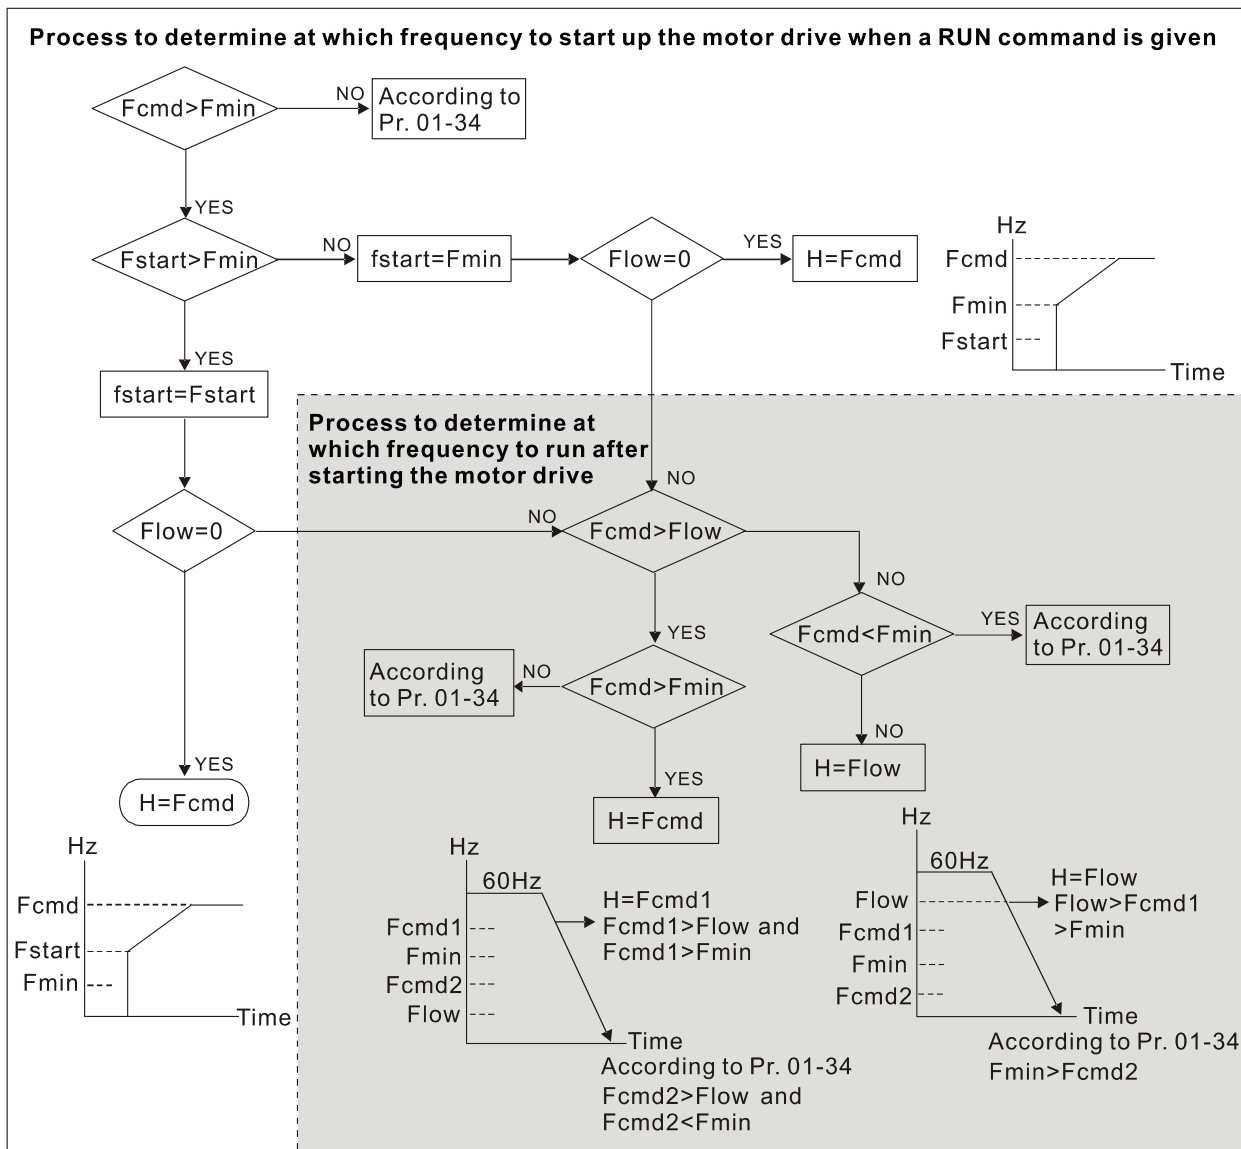 Process to determine at which frequency to start up the motor drive when a RUN command is given
Fcmd>Fmin
NO
According to
Pr. 01-34
YES
Fstart>Fmin
NO
fstart=Fmin
Flow=0
YES
H=Fcmd
Hz
Fcmd
Fmin
Fstart
Time
YES
fstart=Fstart
Process to determine at
which frequency to run after
starting the motor drive
NO
Flow=0
NO
Fcmd>Flow
NO
YES
Fcmd<Fmin
YES
According
to Pr. 01-34
According
to Pr. 01-34
NO
Fcmd>Fmin
NO
H=Flow
YES
H=Fcmd
YES
H=Fcmd
Hz
Fcmd
Fstart
Fmin
Time
Hz
60Hz
H=Fcmd1
Fcmd1>Flow and
Fcmd1>Fmin
Fcmd1
Fmin
Fcmd2
Flow
Time
According to Pr. 01-34
Fcmd2>Flow and
Fcmd2<Fmin
Hz
60Hz
H=Flow
Flow>Fcmd1
>Fmin
Flow
Fcmd1
Fmin
Fcmd2
Time
According to Pr. 01-34
Fmin>Fcmd2